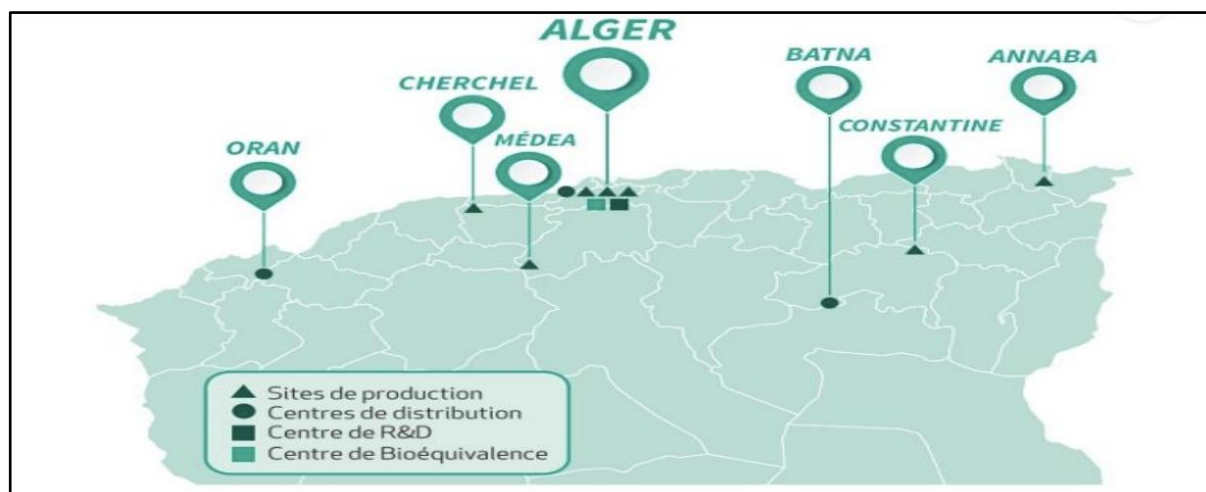 ALGER
BATNA
ANNABA
CHERCHEL
CONSTANTINE
MÉDEA
ORAN
Sites de production
Centres de distribution
Centre de R&D
Centre de Bioéquivalence